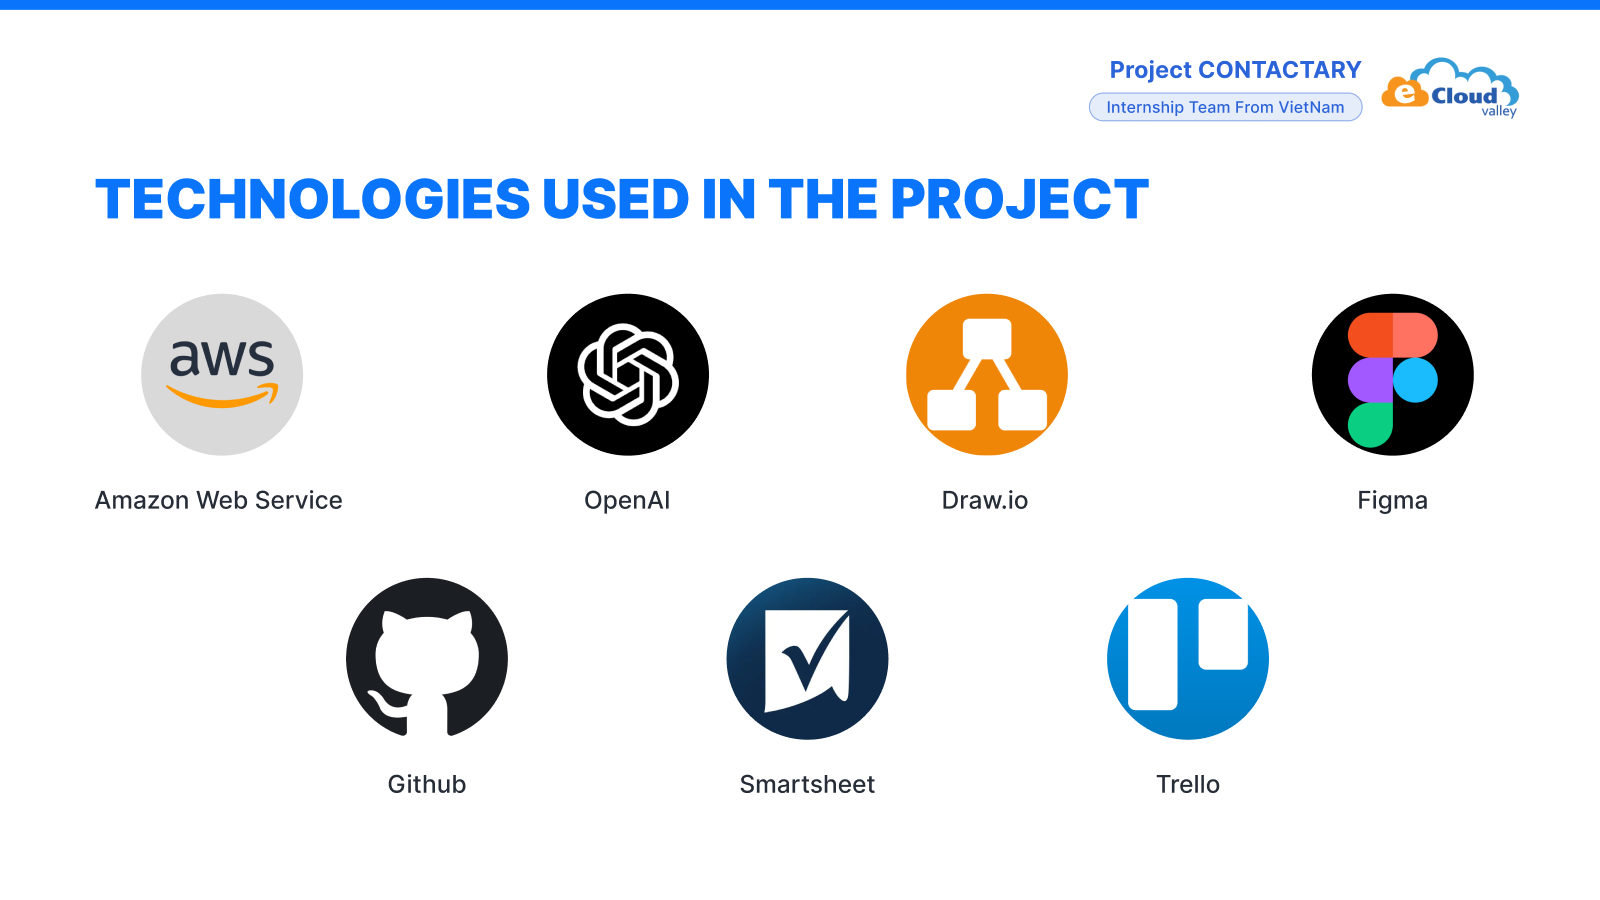 Project CONTACTARY
Internship Team From VietNam
e Cloud
valley
TECHNOLOGIES USED IN THE PROJECT
aws
Amazon Web Service
OpenAI
Draw.io
Figma
Github
Smartsheet
Trello